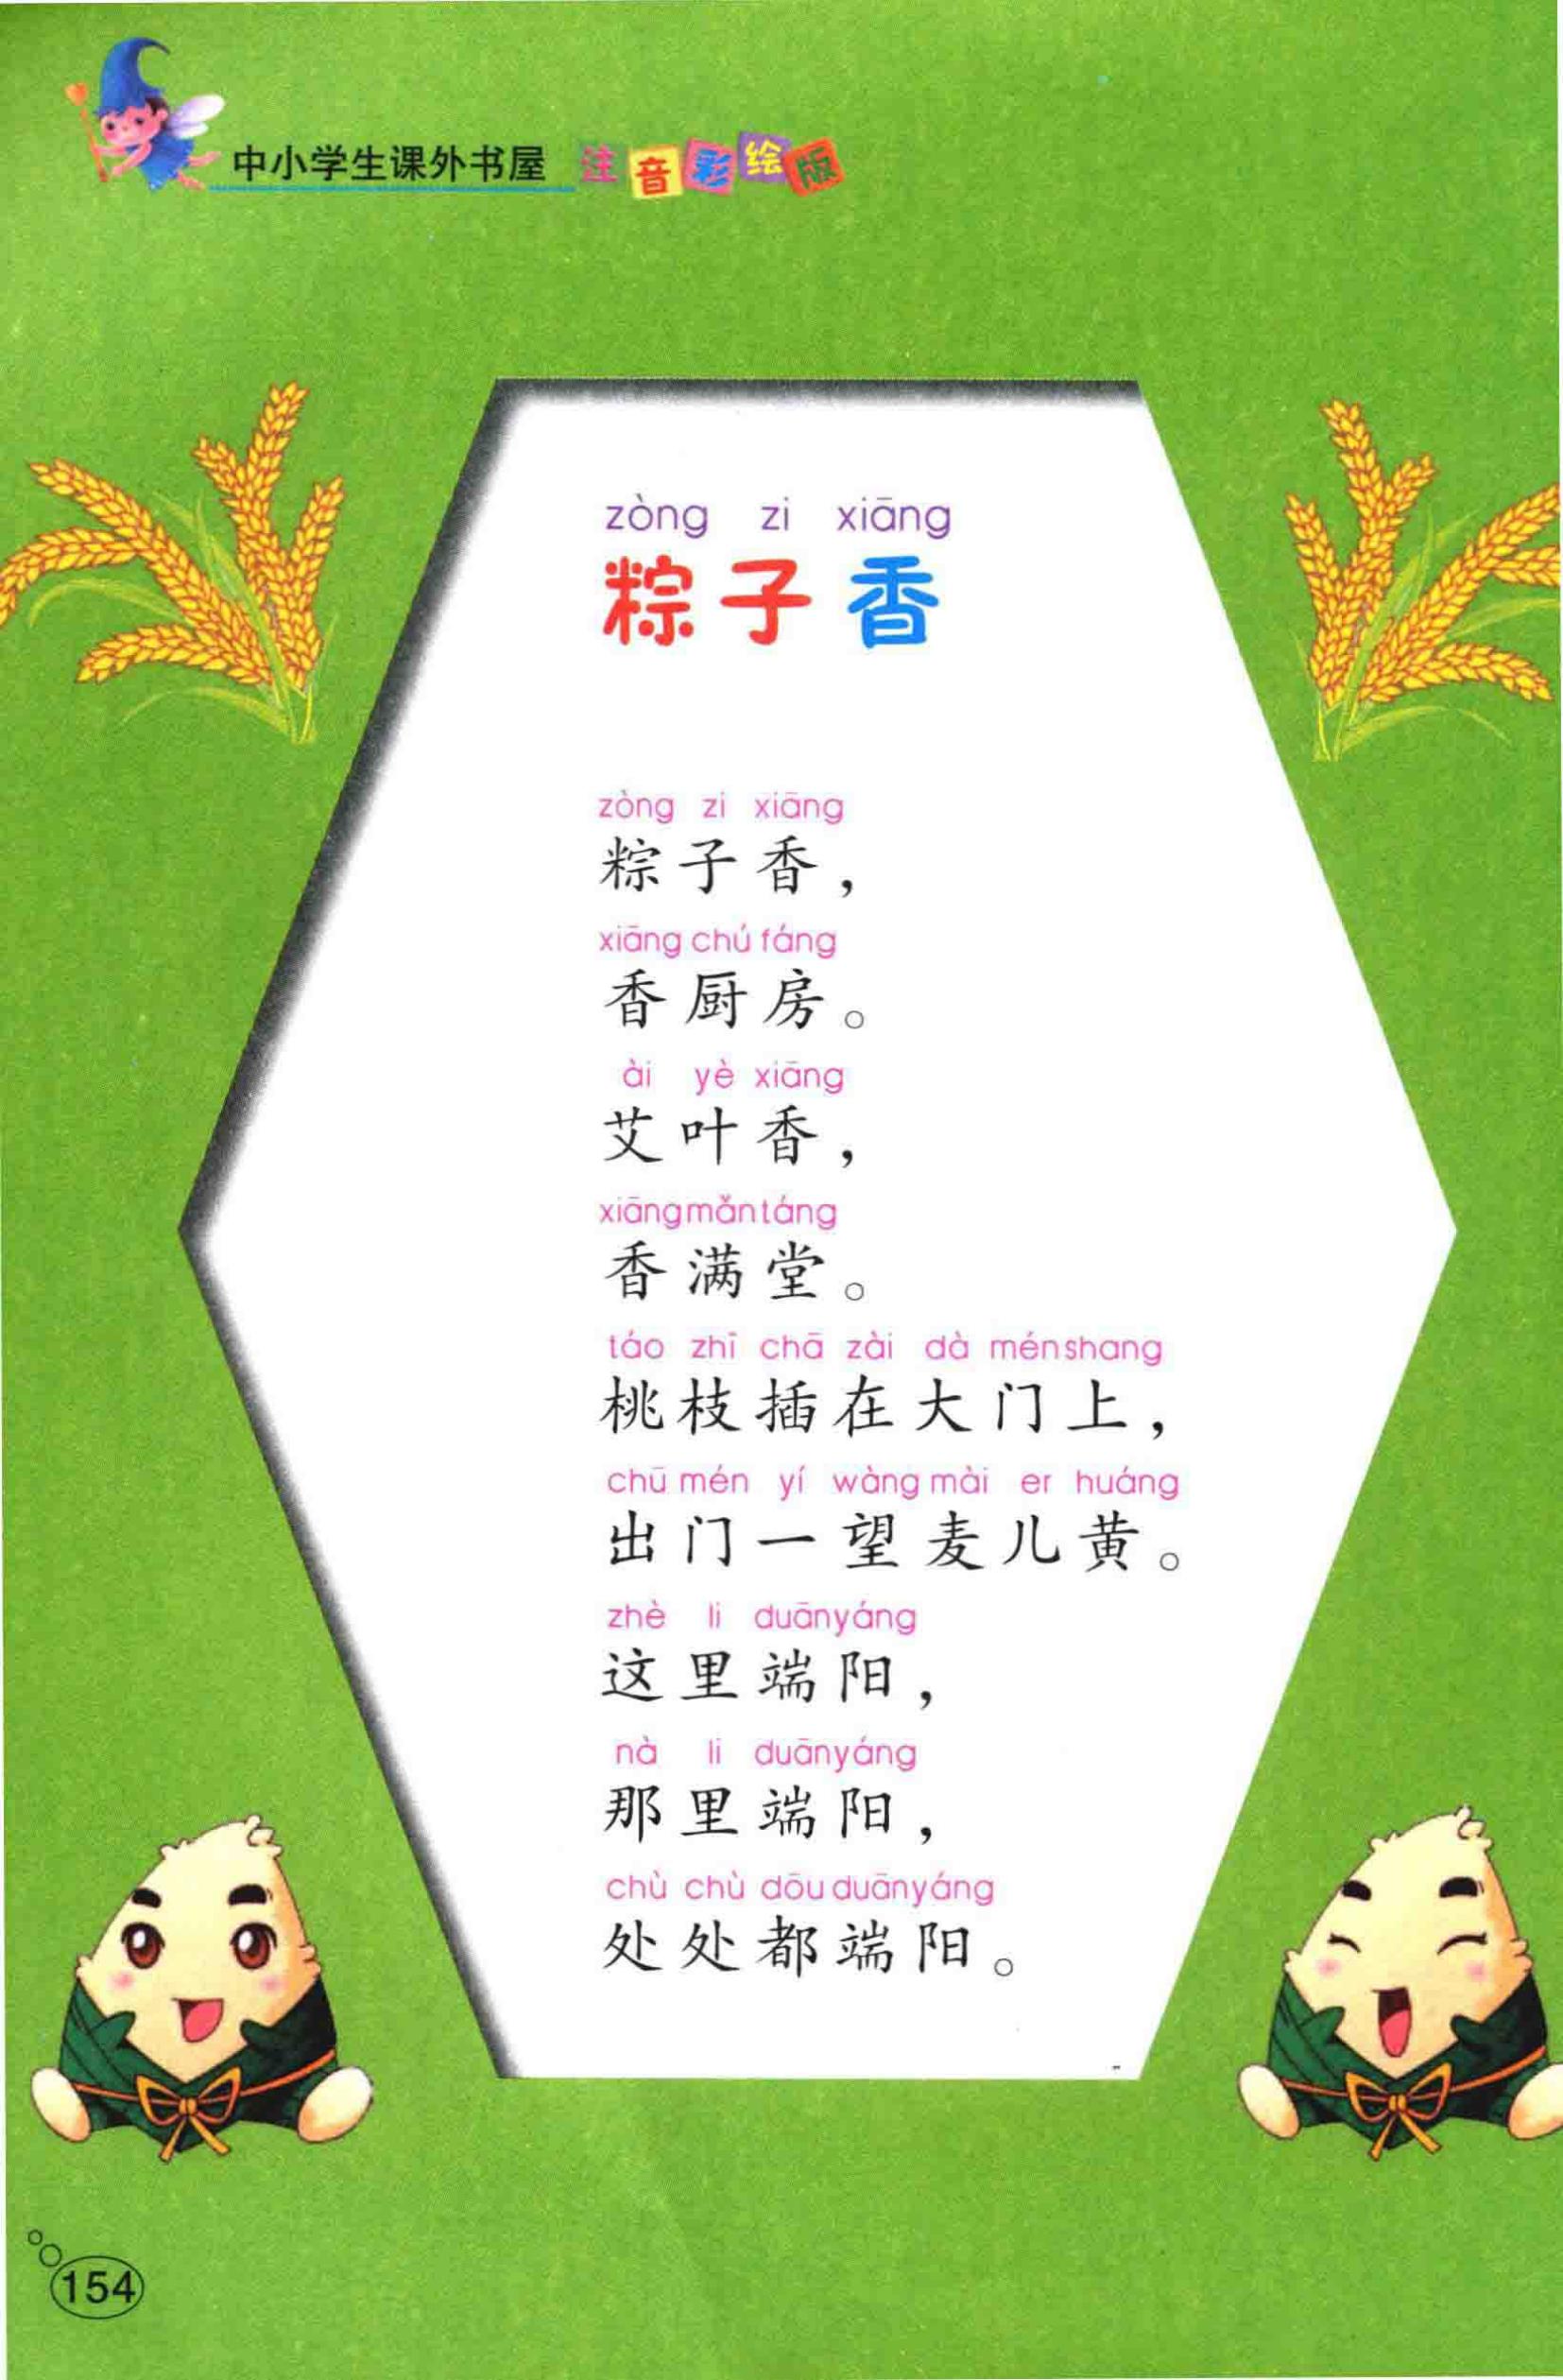 中小学生课外书屋 注音彩绘版
zòng zi xiāng
粽子香
zòng zi xiāng
粽子香，
xiāng chú fáng
香厨房。
ài yè xiāng
艾叶香，
xiāng mǎn táng
香满堂。
táo zhī chā zài dà mén shang
桃枝插在大门上，
chū mén yí wàng mài er huáng
出门一望麦儿黄。
zhè li duān yáng
这里端阳，
nà li duān yáng
那里端阳，
chù chù dōu duān yáng
处处都端阳。
154